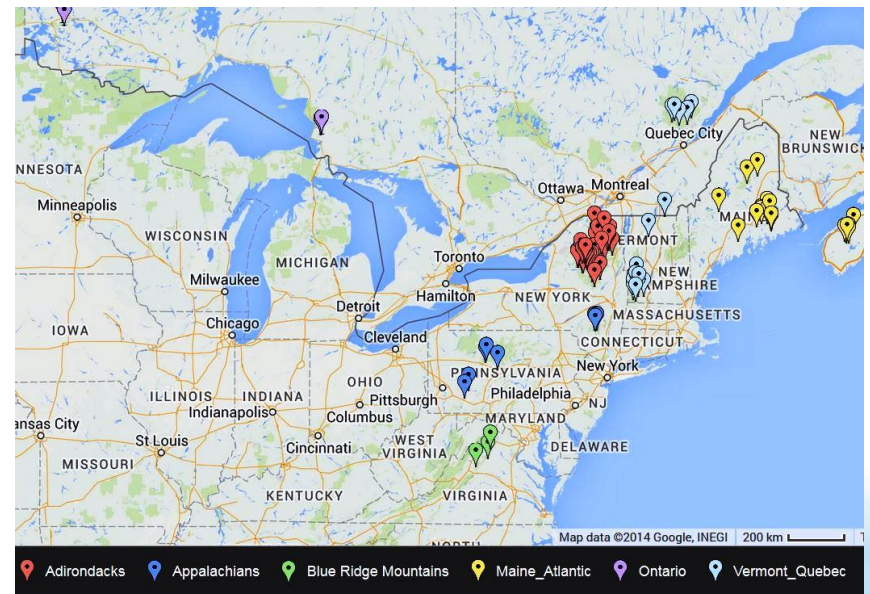 Quebec City
NEW
BRUNSWICK
NNESOTA
Ottawa Montreal
Minneapolis
MAIN
WISCONSIN
ERMONT
MICHIGAN
Toronto
NEW
MPSHIRE
Milwaukee
Hamilton
NEW YORK
Detroit
MASSACHUSETTS
Chicago
Cleveland
CONNECTICUT
IOWA
New York
PENNSYLVANIA
OHIO
ILLINOIS
INDIANA
Pittsburgh
Philadelphia
NJ
Indianapolis
Columbus
MARYLAND
ansas City
St Louis
Cincinnati
WEST
VIRGINIA
DELAWARE
MISSOURI
KENTUCKY
VIRGINIA
Map data ©2014 Google, INEGI 200 km
Adirondacks Appalachians Blue Ridge Mountains Maine_Atlantic Ontario Vermont_Quebec